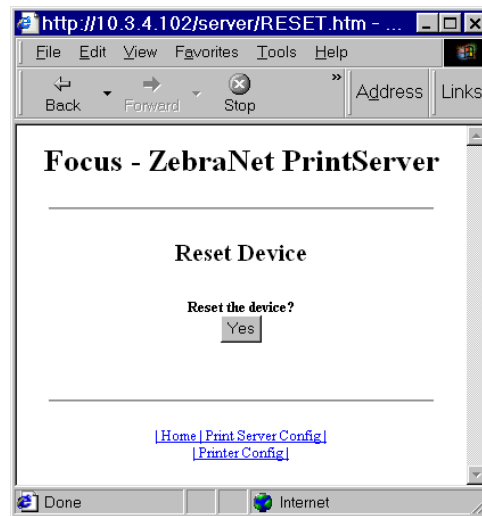 http://10.3.4.102/server/RESET.htm - ...
File Edit View Favorites Tools Help
Back Forward Stop » Address Links
Focus - ZebraNet PrintServer
Reset Device
Reset the device?
Yes
| Home | Print Server Config |
| Printer Config |
Done Internet